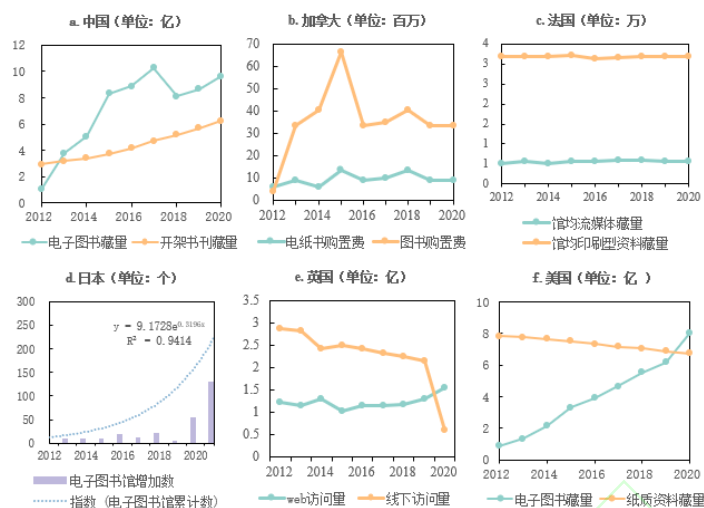 a.中国（单位：亿）
12
10
8
6
4
2
0
2012 2014 2016 2018 2020
电子图书藏量 开架书刊藏量
b.加拿大（单位：百万）
70
60
50
40
30
20
10
0
2012 2014 2016 2018 2020
电纸书购置费 图书购置费
c.法国（单位：万）
4
3
3
2
2
1
1
0
2012 2014 2016 2018 2020
馆均流媒体藏量
馆均印刷型资料藏量
d.日本（单位：个）
300
250
200
150
100
50
0
y = 9.1728e^0.3196x
R² = 0.9414
2012 2014 2016 2018 2020
电子图书馆增加数
指数（电子图书馆累计数）
e.英国（单位：亿）
3.5
3
2.5
2
1.5
1
0.5
0
2012 2014 2016 2018 2020
web访问量 线下访问量
f.美国（单位：亿 ）
10
8
6
4
2
0
2012 2014 2016 2018 2020
电子图书藏量 纸质资料藏量